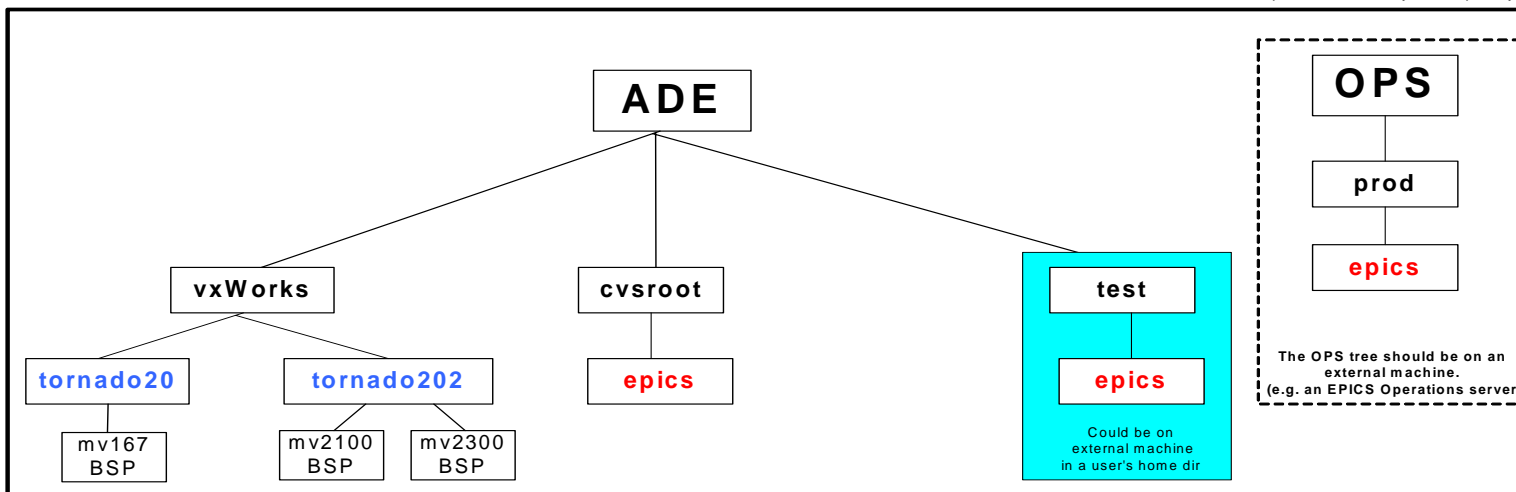 ADE
OPS
prod
epics
vxWorks
cvsroot
test
tornado20
tornado202
epics
epics
The OPS tree should be on an
external machine.
(e.g. an EPICS Operations server
mv167
BSP
mv2100
BSP
mv2300
BSP
Could be on
external machine
in a user's home dir